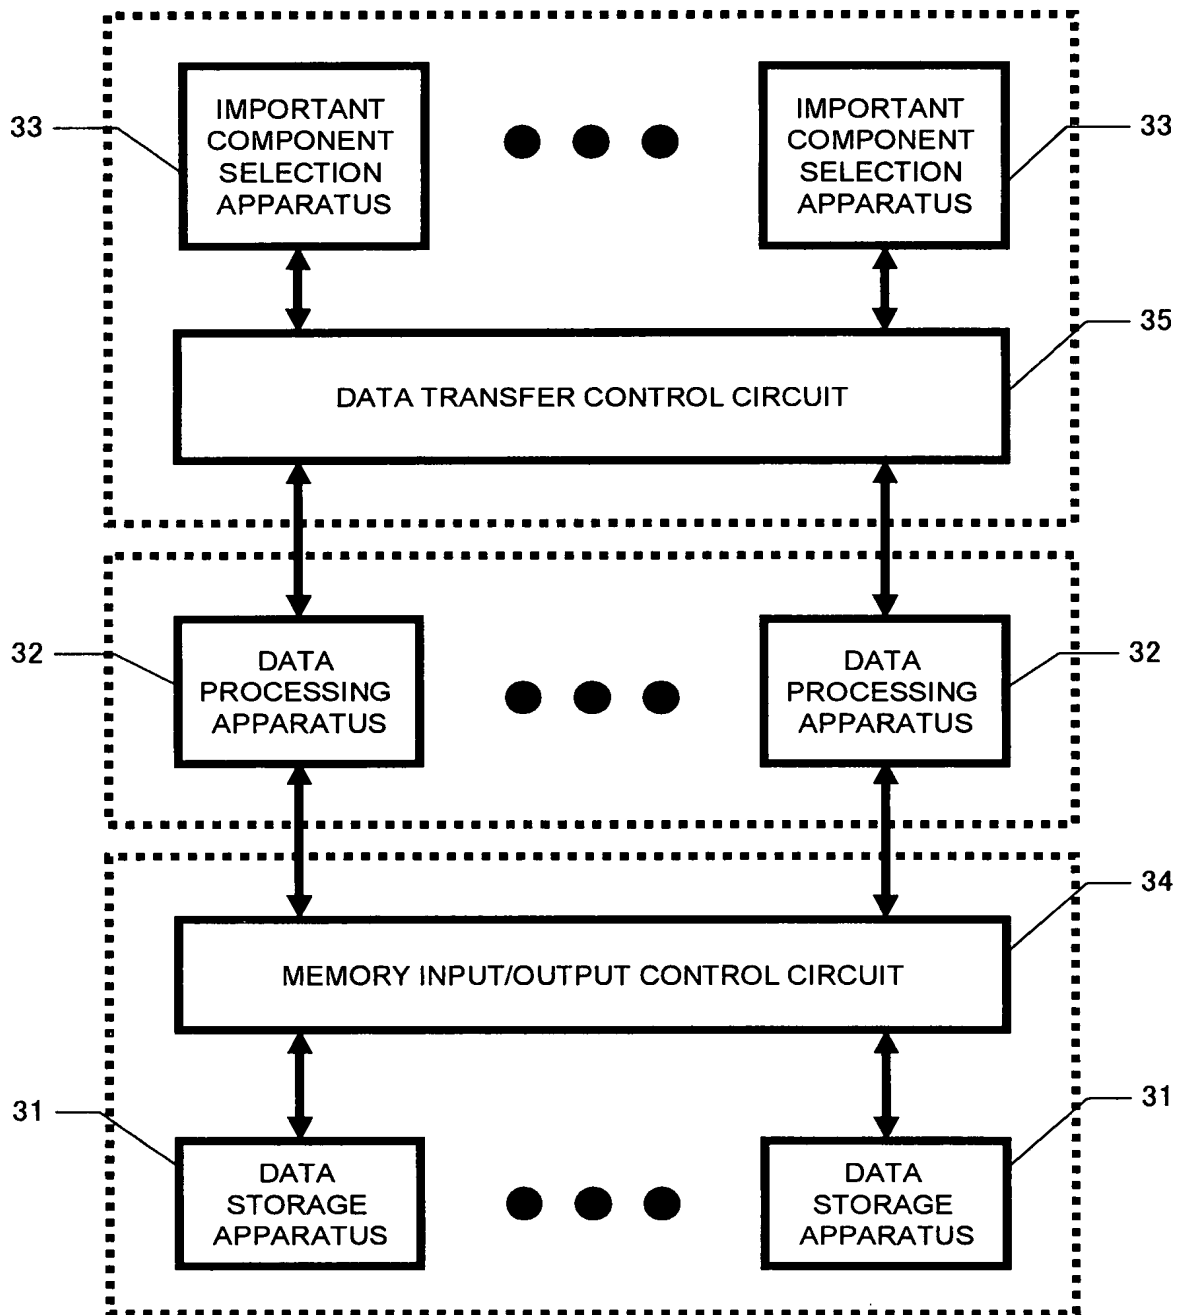 IMPORTANT
COMPONENT
SELECTION
APPARATUS
IMPORTANT
COMPONENT
SELECTION
APPARATUS
33
33
35
DATA TRANSFER CONTROL CIRCUIT
32
DATA
PROCESSING
APPARATUS
DATA
PROCESSING
APPARATUS
32
34
MEMORY INPUT/OUTPUT CONTROL CIRCUIT
31
DATA
STORAGE
APPARATUS
DATA
STORAGE
APPARATUS
31